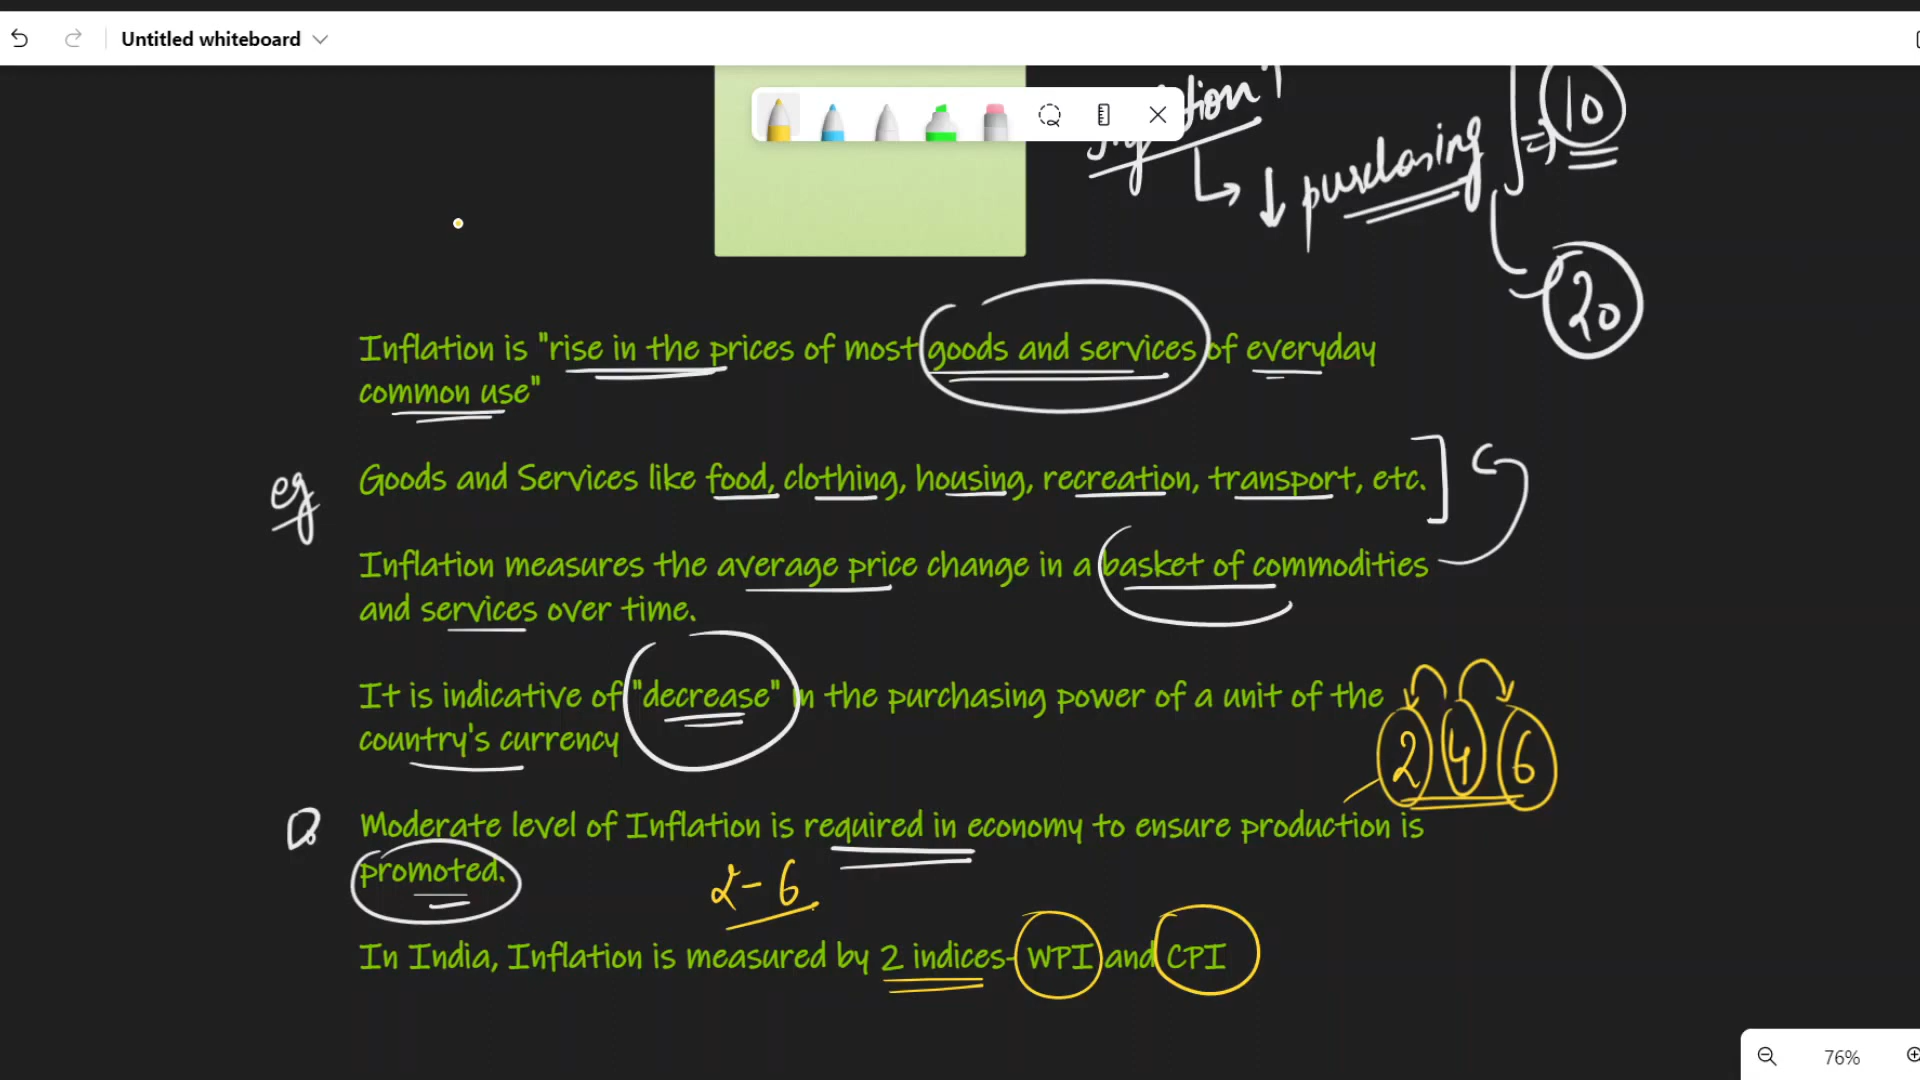 Untitled whiteboard
↓ purchasing
10
20
Inflation is "rise in the prices of most goods and services of everyday
common use"
eg
Goods and Services like food, clothing, housing, recreation, transport, etc.
Inflation measures the average price change in a basket of commodities
and services over time.
It is indicative of "decrease" in the purchasing power of a unit of the
country's currency
2 4 6
Moderate level of Inflation is required in economy to ensure production is
promoted.
2-6
In India, Inflation is measured by 2 indices- WPI and CPI
76%